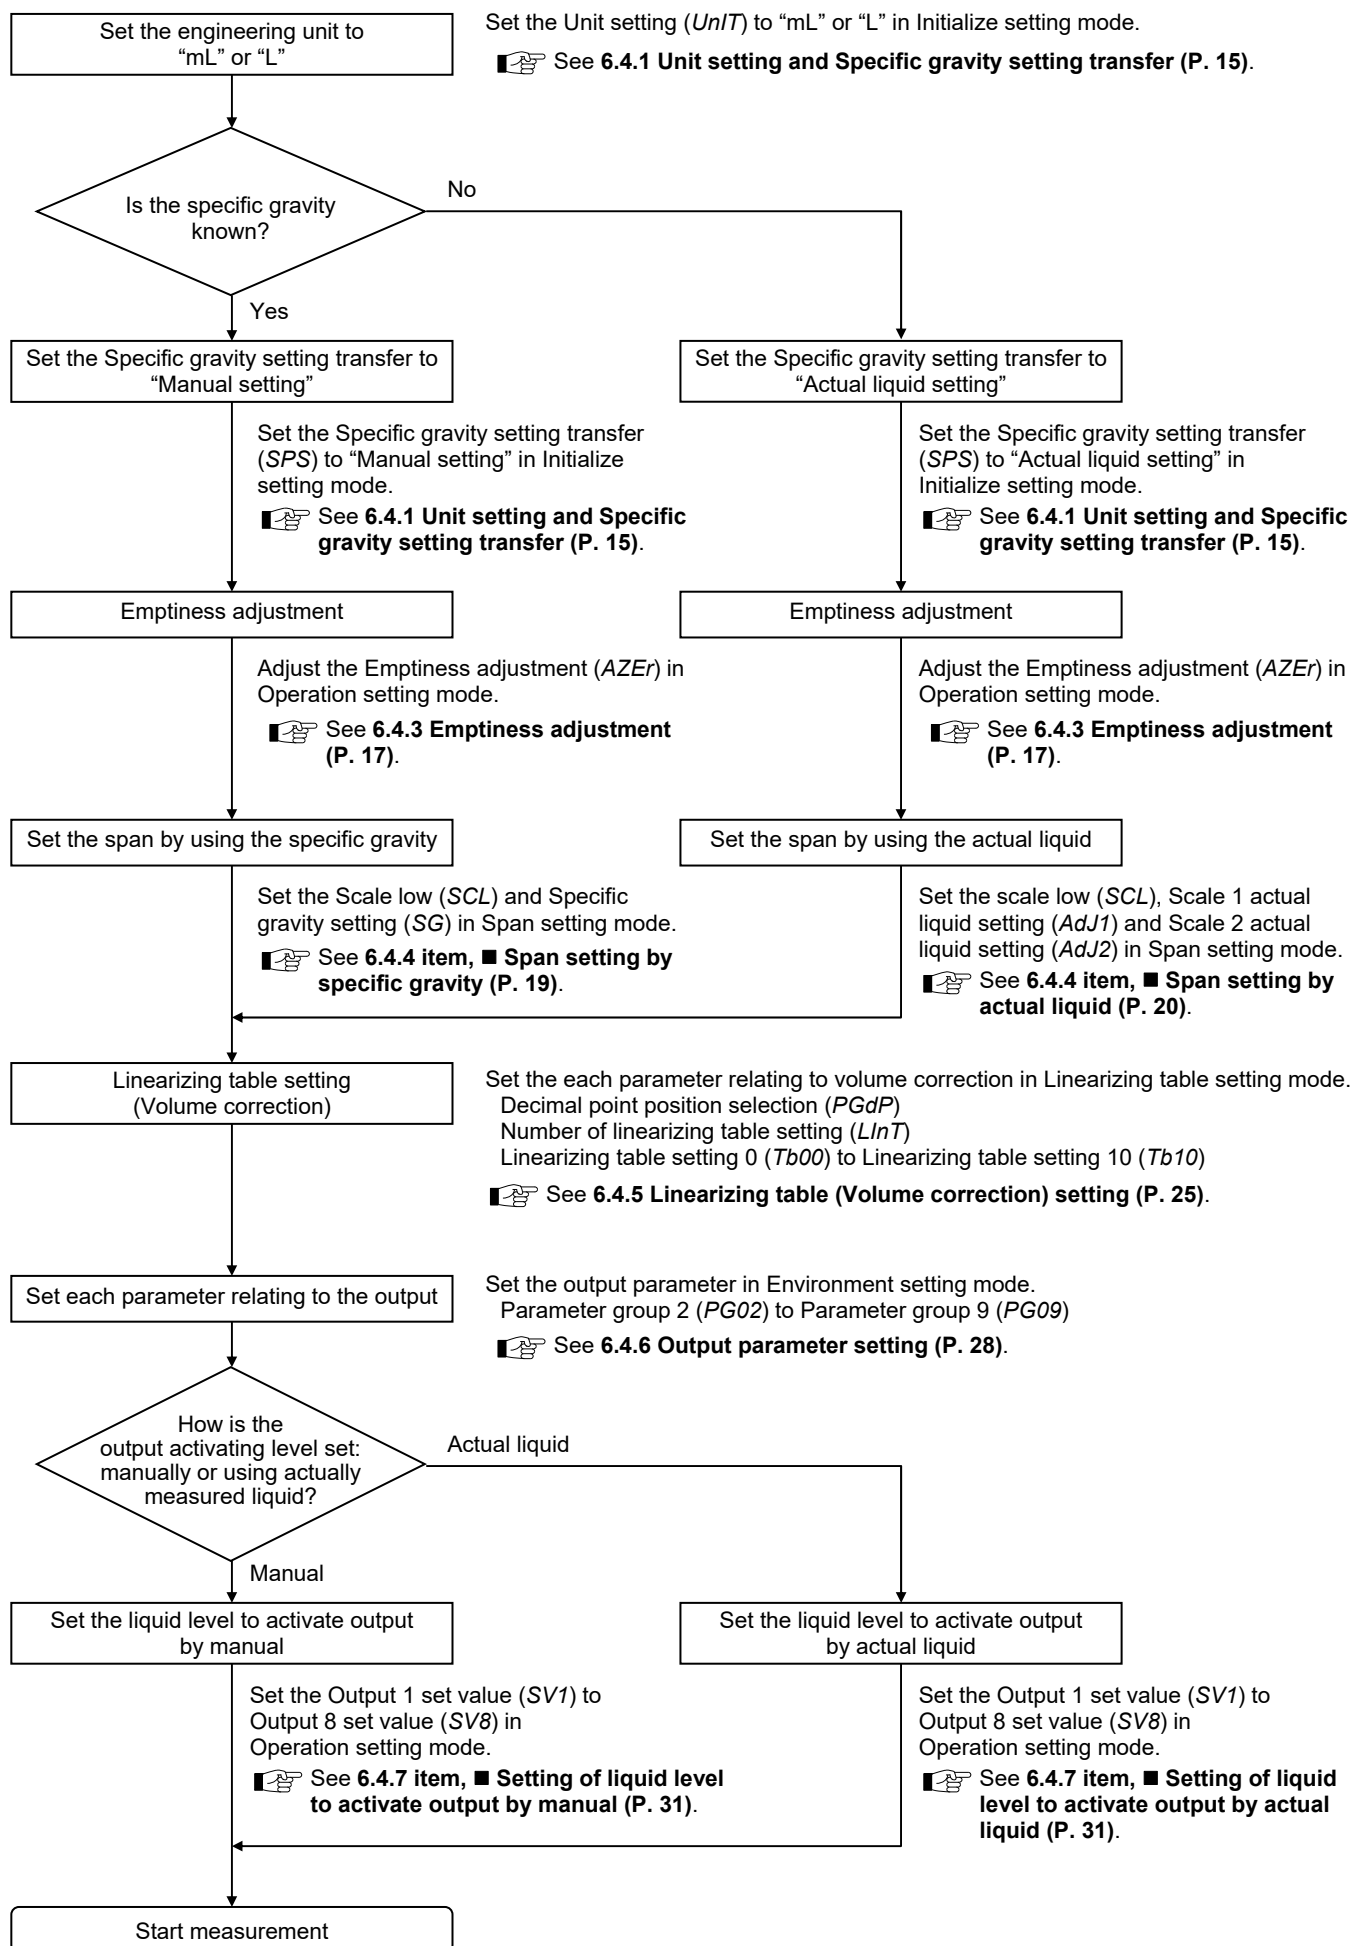 Set the engineering unit to
“mL” or “L”
Set the Unit setting (UnIT) to “mL” or “L” in Initialize setting mode.
See 6.4.1 Unit setting and Specific gravity setting transfer (P. 15).
Is the specific gravity
known?
No
Yes
Set the Specific gravity setting transfer to
“Manual setting”
Set the Specific gravity setting transfer
(SPS) to “Manual setting” in Initialize
setting mode.
See 6.4.1 Unit setting and Specific
gravity setting transfer (P. 15).
Set the Specific gravity setting transfer to
“Actual liquid setting”
Set the Specific gravity setting transfer
(SPS) to “Actual liquid setting” in
Initialize setting mode.
See 6.4.1 Unit setting and Specific
gravity setting transfer (P. 15).
Emptiness adjustment
Adjust the Emptiness adjustment (AZEr) in
Operation setting mode.
See 6.4.3 Emptiness adjustment
(P. 17).
Emptiness adjustment
Adjust the Emptiness adjustment (AZEr) in
Operation setting mode.
See 6.4.3 Emptiness adjustment
(P. 17).
Set the span by using the specific gravity
Set the Scale low (SCL) and Specific
gravity setting (SG) in Span setting mode.
See 6.4.4 item, ■ Span setting by
specific gravity (P. 19).
Set the span by using the actual liquid
Set the scale low (SCL), Scale 1 actual
liquid setting (AdJ1) and Scale 2 actual
liquid setting (AdJ2) in Span setting mode.
See 6.4.4 item, ■ Span setting by
actual liquid (P. 20).
Linearizing table setting
(Volume correction)
Set the each parameter relating to volume correction in Linearizing table setting mode.
Decimal point position selection (PGdP)
Number of linearizing table setting (LInT)
Linearizing table setting 0 (Tb00) to Linearizing table setting 10 (Tb10)
See 6.4.5 Linearizing table (Volume correction) setting (P. 25).
Set each parameter relating to the output
Set the output parameter in Environment setting mode.
Parameter group 2 (PG02) to Parameter group 9 (PG09)
See 6.4.6 Output parameter setting (P. 28).
How is the
output activating level set:
manually or using actually
measured liquid?
Actual liquid
Manual
Set the liquid level to activate output
by manual
Set the Output 1 set value (SV1) to
Output 8 set value (SV8) in
Operation setting mode.
See 6.4.7 item, ■ Setting of liquid level
to activate output by manual (P. 31).
Set the liquid level to activate output
by actual liquid
Set the Output 1 set value (SV1) to
Output 8 set value (SV8) in
Operation setting mode.
See 6.4.7 item, ■ Setting of liquid
level to activate output by actual
liquid (P. 31).
Start measurement